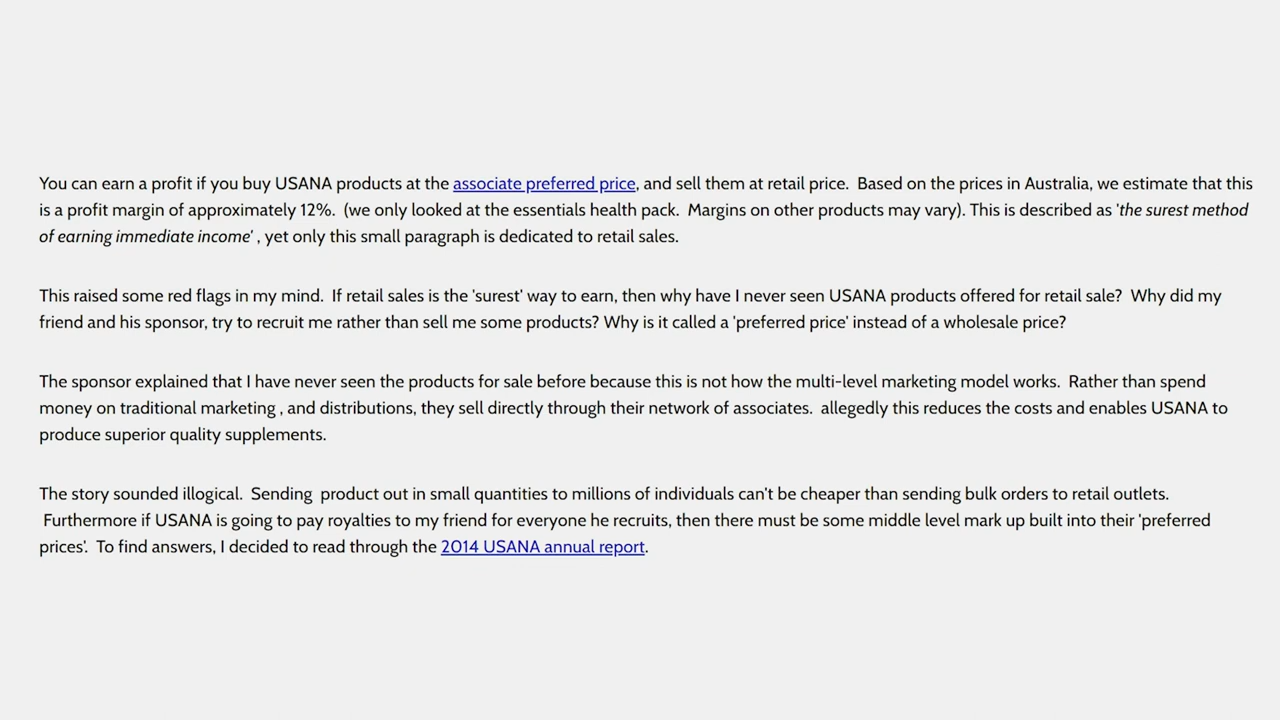 You can earn a profit if you buy USANA products at the associate preferred price, and sell them at retail price.  Based on the prices in Australia, we estimate that this
is a profit margin of approximately 12%.  (we only looked at the essentials health pack.  Margins on other products may vary). This is described as 'the surest method
of earning immediate income' , yet only this small paragraph is dedicated to retail sales.
This raised some red flags in my mind.  If retail sales is the 'surest' way to earn, then why have I never seen USANA products offered for retail sale?  Why did my
friend and his sponsor, try to recruit me rather than sell me some products? Why is it called a 'preferred price' instead of a wholesale price?
The sponsor explained that I have never seen the products for sale before because this is not how the multi-level marketing model works.  Rather than spend
money on traditional marketing , and distributions, they sell directly through their network of associates.  allegedly this reduces the costs and enables USANA to
produce superior quality supplements.
The story sounded illogical.  Sending  product out in small quantities to millions of individuals can't be cheaper than sending bulk orders to retail outlets.
Furthermore if USANA is going to pay royalties to my friend for everyone he recruits, then there must be some middle level mark up built into their 'preferred
prices'.  To find answers, I decided to read through the 2014 USANA annual report.